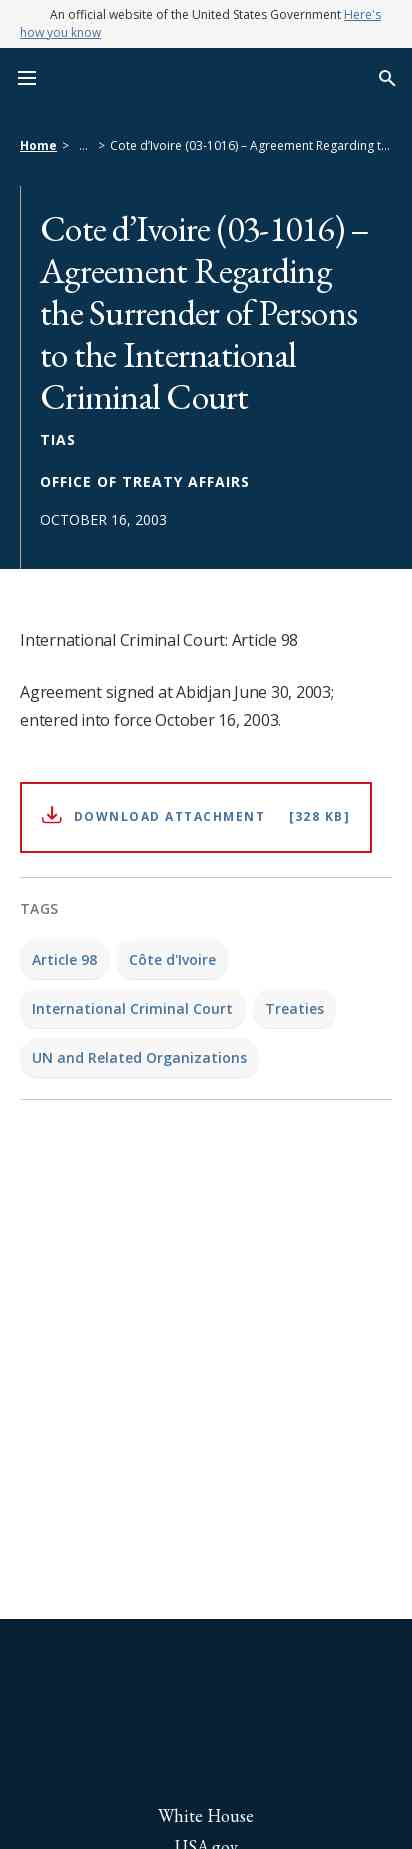 An official website of the United States Government Here's
how you know
Home > ... > Cote d’Ivoire (03-1016) – Agreement Regarding t...
Cote d’Ivoire (03-1016) –
Agreement Regarding
the Surrender of Persons
to the International
Criminal Court
TIAS
OFFICE OF TREATY AFFAIRS
OCTOBER 16, 2003
International Criminal Court: Article 98
Agreement signed at Abidjan June 30, 2003;
entered into force October 16, 2003.
DOWNLOAD ATTACHMENT [328 KB]
TAGS
Article 98 Côte d'Ivoire
International Criminal Court Treaties
UN and Related Organizations
White House
USA.gov